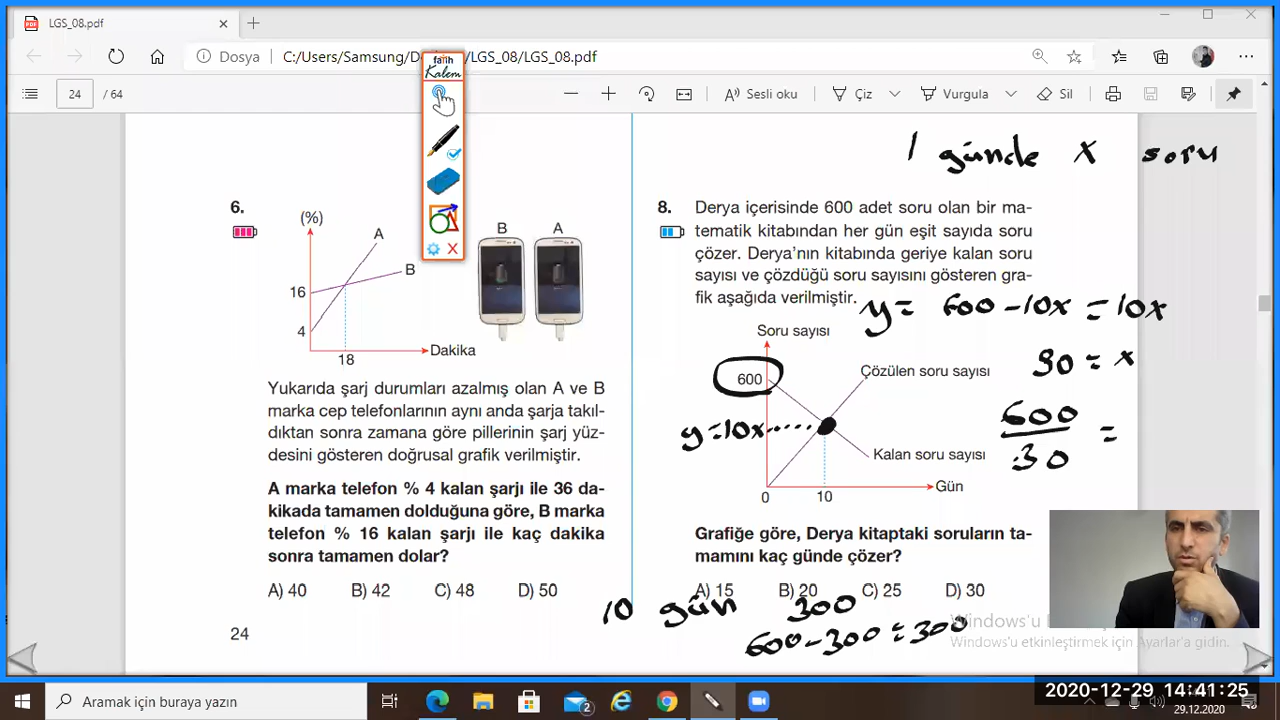 LGS_08.pdf
Dosya
C:/Users/Samsung/De
/LGS_08/LGS_08.pdf
fatih
Kalem
24
/ 64
Sesli oku
Çiz
Vurgula
Sil
1 günde x soru
6.
(%)
A
B
16
4
18
Dakika
B
A
Yukarıda şarj durumları azalmış olan A ve B
marka cep telefonlarının aynı anda şarja takıl-
dıktan sonra zamana göre pillerinin şarj yüz-
desini gösteren doğrusal grafik verilmiştir.
A marka telefon % 4 kalan şarjı ile 36 da-
kikada tamamen dolduğuna göre, B marka
telefon % 16 kalan şarjı ile kaç dakika
sonra tamamen dolar?
A) 40 B) 42 C) 48 D) 50
24
8.
Derya içerisinde 600 adet soru olan bir ma-
tematik kitabından her gün eşit sayıda soru
çözer. Derya'nın kitabında geriye kalan soru
sayısı ve çözdüğü soru sayısını gösteren gra-
fik aşağıda verilmiştir.
y = 600 - 10x = 10x
30 = x
600
30
=
Soru sayısı
600
Çözülen soru sayısı
y = 10x
Kalan soru sayısı
0
10
Gün
Grafiğe göre, Derya kitaptaki soruların ta-
mamını kaç günde çözer?
A) 15 B) 20 C) 25 D) 30
10 gün 300
600 - 300 = 300
Windows'u
Windows'u etkinleştirmek için Ayarlar'a gidin.
Aramak için buraya yazın
2
2020-12-29 14:41:25
29.12.2020